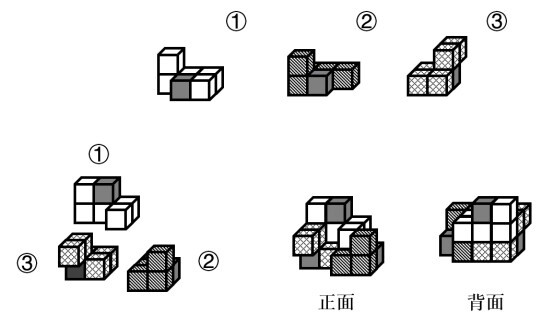 ① ② ③
①
③ ②
正面 背面